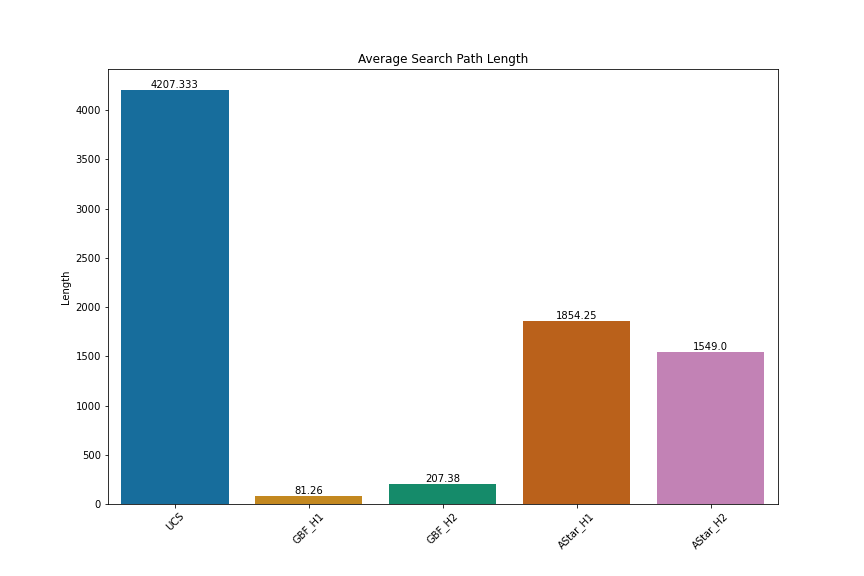 Average Search Path Length
4207.333
4000
3500
3000
2500
2000
1500
1000
500
0
Length
81.26
207.38
1854.25
1549.0
UCS
GBF_H1
GBF_H2
AStar_H1
AStar_H2